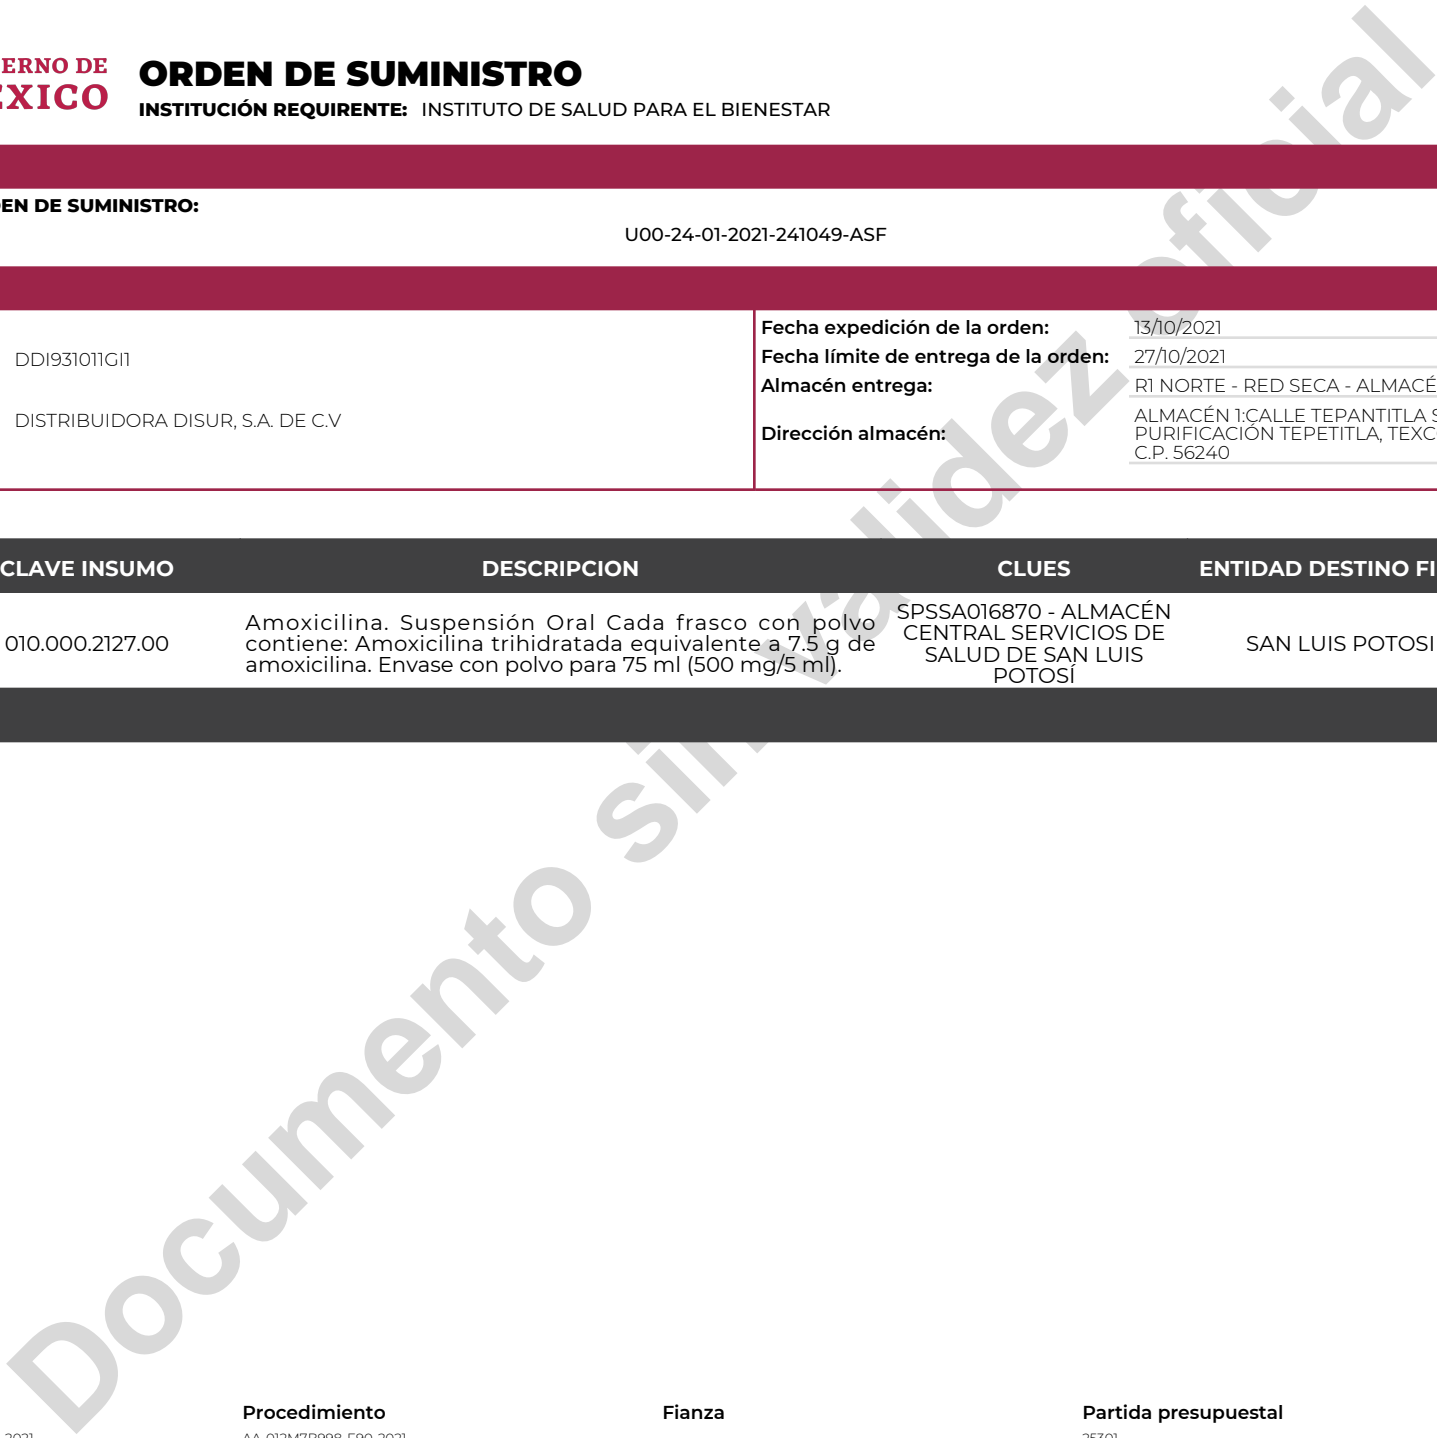 ERNO DE
EXICO
ORDEN DE SUMINISTRO
INSTITUCIÓN REQUIRENTE: INSTITUTO DE SALUD PARA EL BIENESTAR
EN DE SUMINISTRO:
U00-24-01-2021-241049-ASF
DDI931011GI1
DISTRIBUIDORA DISUR, S.A. DE C.V
Fecha expedición de la orden: 13/10/2021
Fecha límite de entrega de la orden: 27/10/2021
Almacén entrega: R1 NORTE - RED SECA - ALMACÉ
Dirección almacén: ALMACÉN 1:CALLE TEPANTITLA S
PURIFICACIÓN TEPETITLA, TEXC
C.P. 56240
CLAVE INSUMO DESCRIPCION CLUES ENTIDAD DESTINO FI
010.000.2127.00
Amoxicilina. Suspensión Oral Cada frasco con polvo
contiene: Amoxicilina trihidratada equivalente a 7.5 g de
amoxicilina. Envase con polvo para 75 ml (500 mg/5 ml).
SPSSA016870 - ALMACÉN
CENTRAL SERVICIOS DE
SALUD DE SAN LUIS
POTOSÍ
SAN LUIS POTOSI
Documento sin validez oficial
Procedimiento Fianza Partida presupuestal